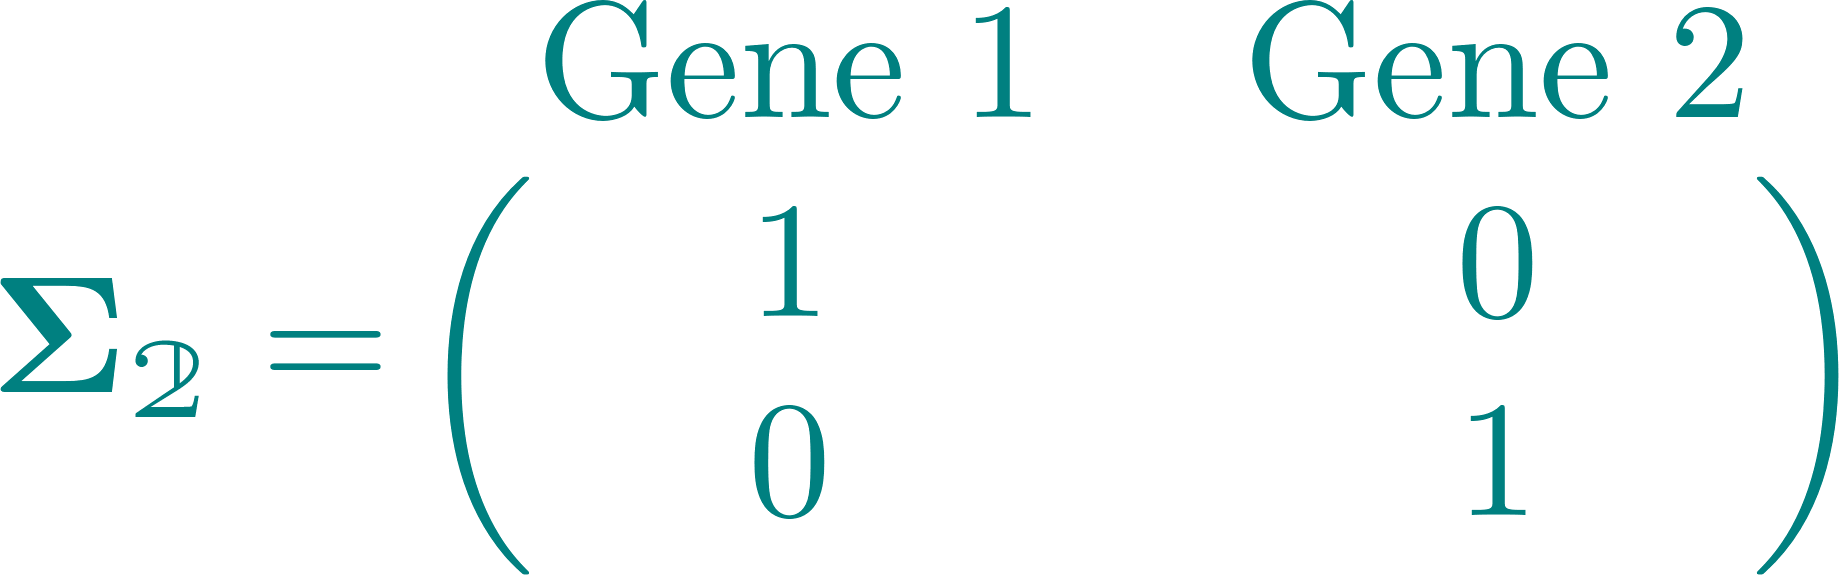 Gene 1 Gene 2
1 0
𝚺₂ =
0 1